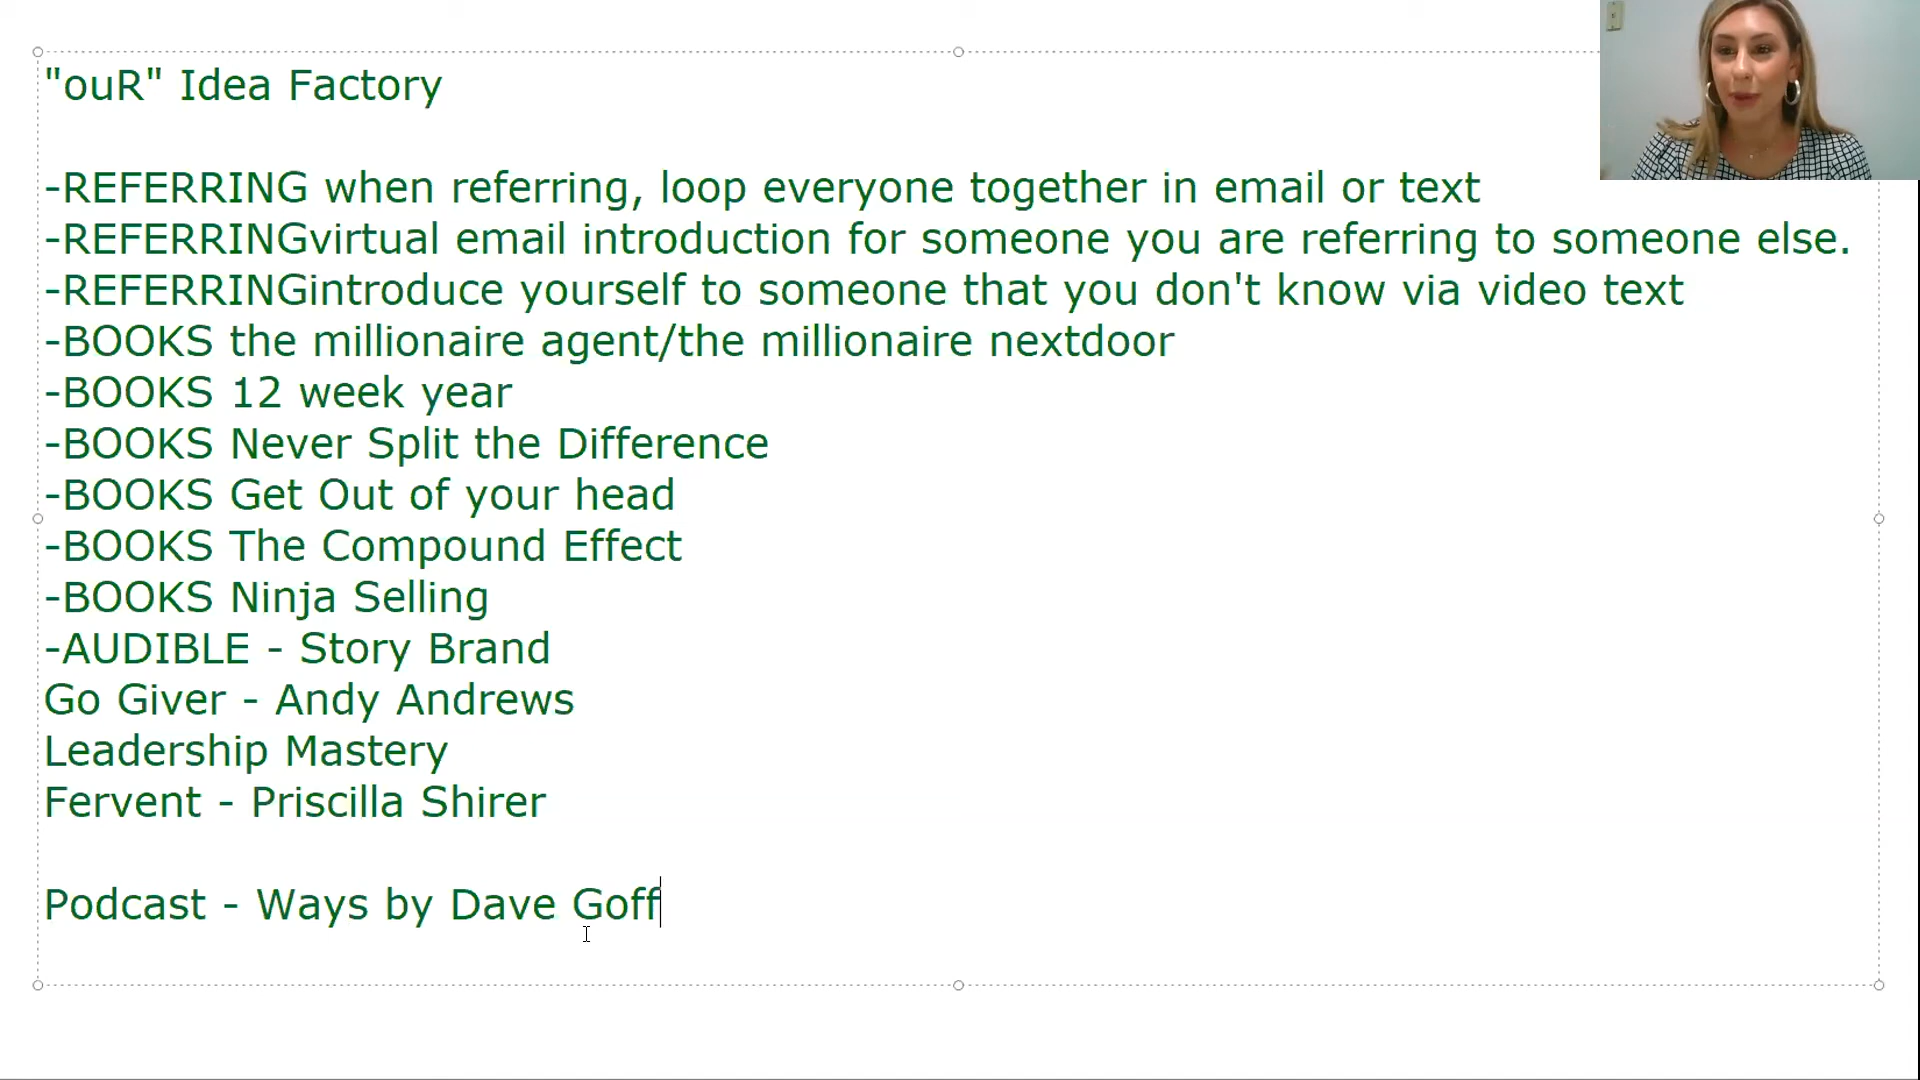 "ouR" Idea Factory
-REFERRING when referring, loop everyone together in email or text
-REFERRINGvirtual email introduction for someone you are referring to someone else.
-REFERRINGintroduce yourself to someone that you don't know via video text
-BOOKS the millionaire agent/the millionaire nextdoor
-BOOKS 12 week year
-BOOKS Never Split the Difference
-BOOKS Get Out of your head
-BOOKS The Compound Effect
-BOOKS Ninja Selling
-AUDIBLE - Story Brand
Go Giver - Andy Andrews
Leadership Mastery
Fervent - Priscilla Shirer
Podcast - Ways by Dave Goff